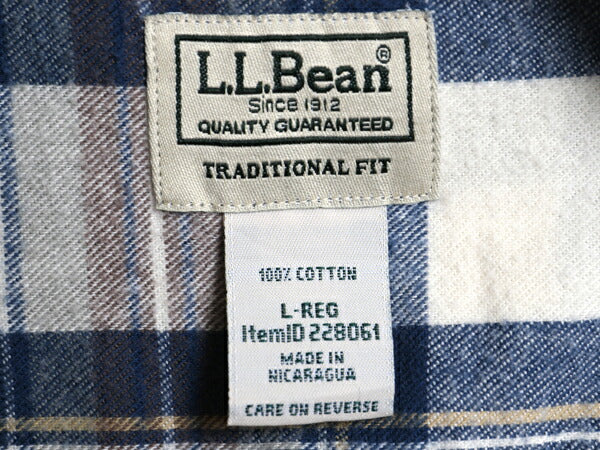 L.L.Bean®
Since 1912
QUALITY GUARANTEED
TRADITIONAL FIT
100% COTTON
L-REG
ItemID 228061
MADE IN
NICARAGUA
CARE ON REVERSE